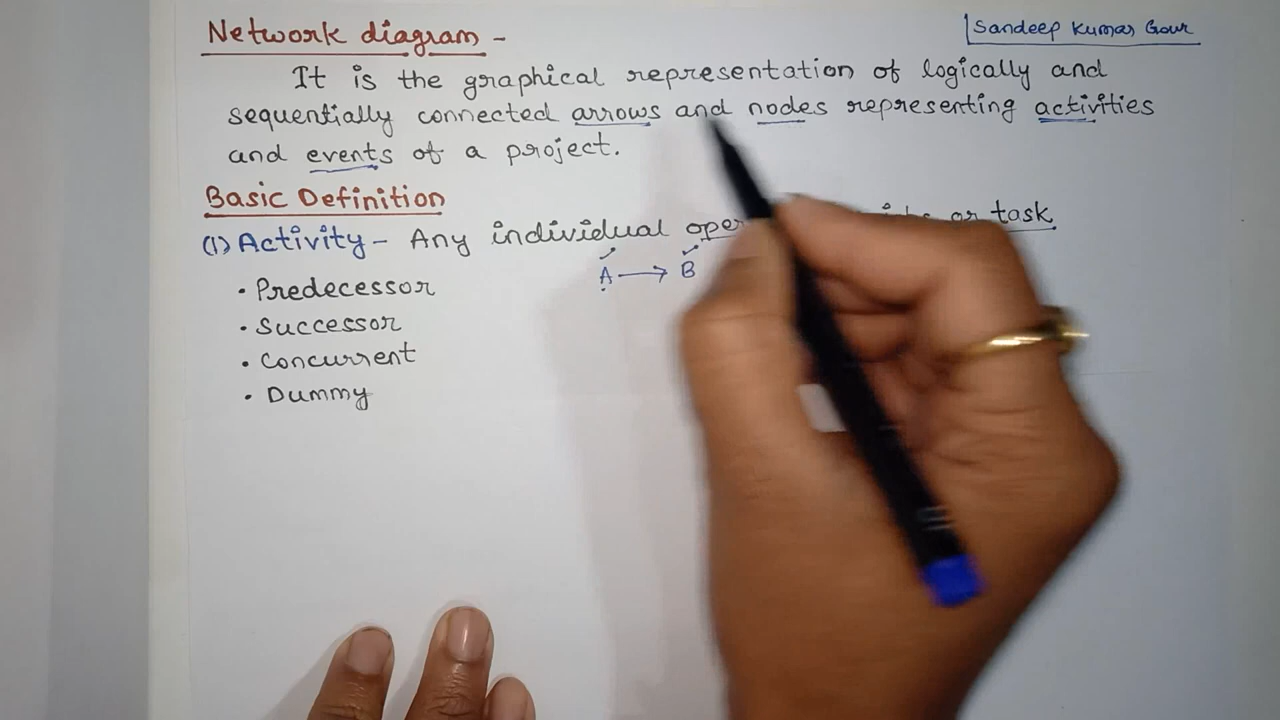 Network diagram -
Sandeep Kumar Gour
It is the graphical representation of logically and
sequentially connected arrows and nodes representing activities
and events of a project.
Basic Definition
(1) Activity - Any individual or task
A → B
• Predecessor
• Successor
• Concurrent
• Dummy